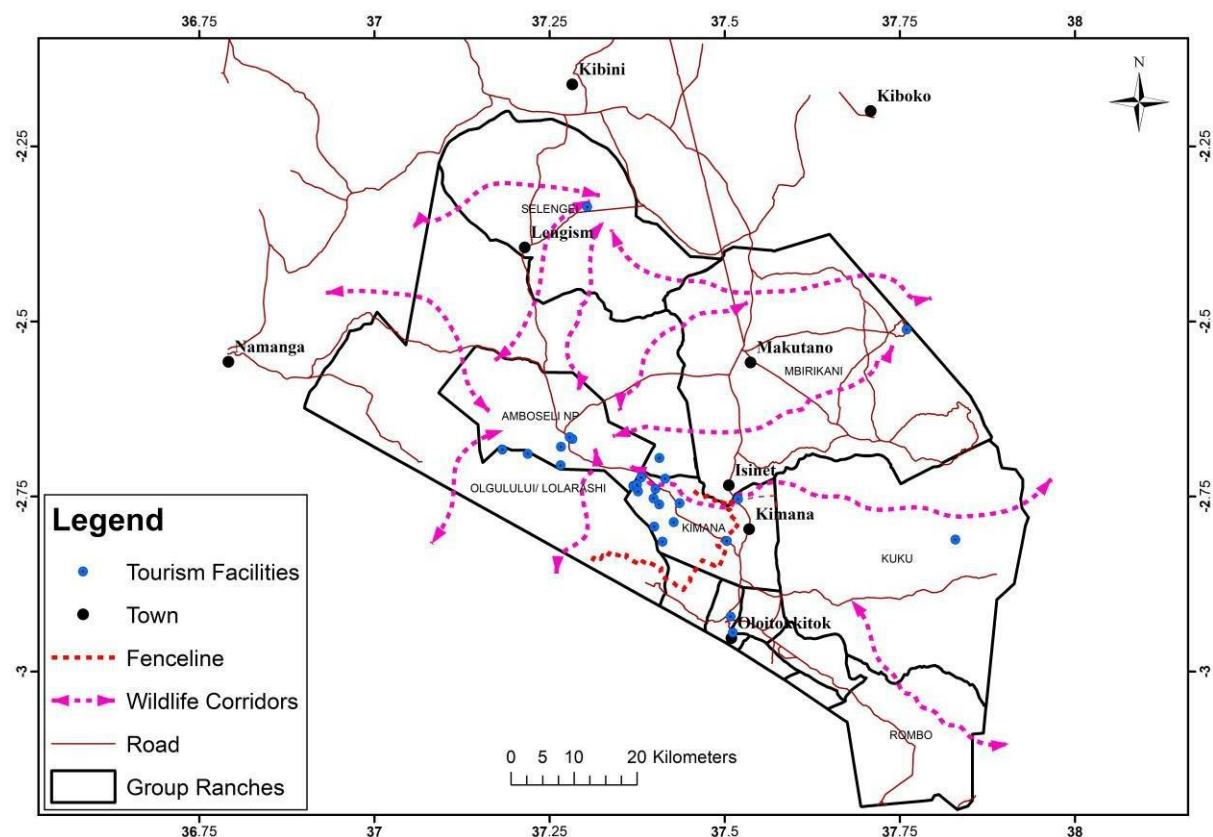 36.75
37
37.25
37.5
37.75
38
N
Kibini
Kiboko
-2.25
-2.25
SELENGEI
Lengism
-2.5
-2.5
Namanga
Makutano
MBIRIKANI
AMBOSELI NP
Isinet
-2.75
-2.75
OLGULULUI/ LOLARASHI
KIMANA
Kimana
KUKU
Oloitokkitok
-3
-3
ROMBO
Legend
Tourism Facilities
Town
Fenceline
Wildlife Corridors
Road
Group Ranches
0 5 10 20 Kilometers
36.75
37
37.25
37.5
37.75
38